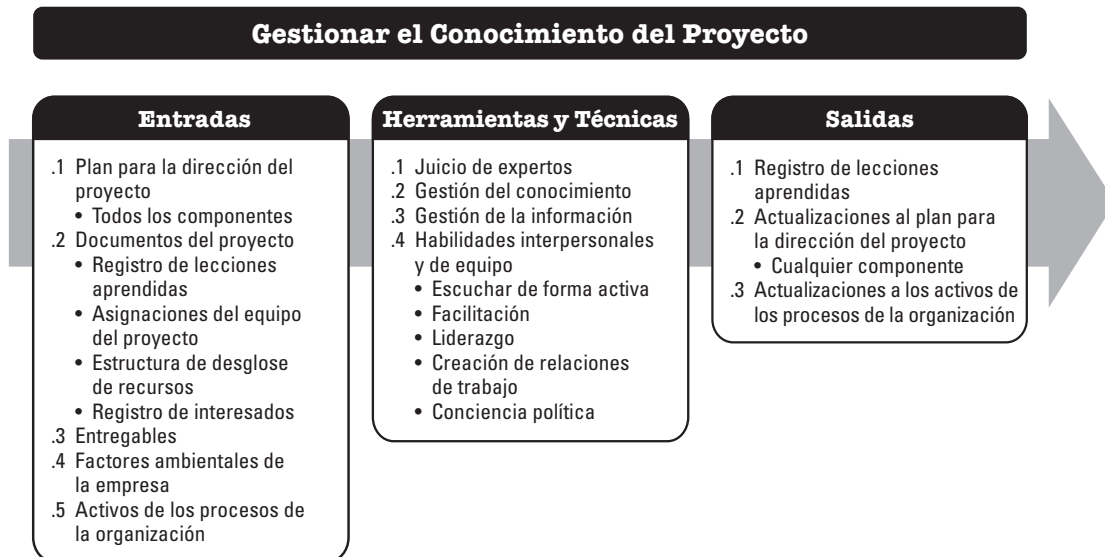 Gestionar el Conocimiento del Proyecto
Entradas
.1 Plan para la dirección del
proyecto
• Todos los componentes
.2 Documentos del proyecto
• Registro de lecciones
aprendidas
• Asignaciones del equipo
del proyecto
• Estructura de desglose
de recursos
• Registro de interesados
.3 Entregables
.4 Factores ambientales de
la empresa
.5 Activos de los procesos de
la organización
Herramientas y Técnicas
.1 Juicio de expertos
.2 Gestión del conocimiento
.3 Gestión de la información
.4 Habilidades interpersonales
y de equipo
• Escuchar de forma activa
• Facilitación
• Liderazgo
• Creación de relaciones
de trabajo
• Conciencia política
Salidas
.1 Registro de lecciones
aprendidas
.2 Actualizaciones al plan para
la dirección del proyecto
• Cualquier componente
.3 Actualizaciones a los activos de
los procesos de la organización